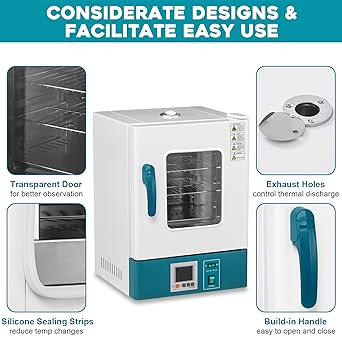 CONSIDERATE DESIGNS &
FACILITATE EASY USE
Transparent Door
for better observation
Exhaust Holes
control thermal discharge
Silicone Sealing Strips
reduce temp changes
Build-in Handle
easy to open and close